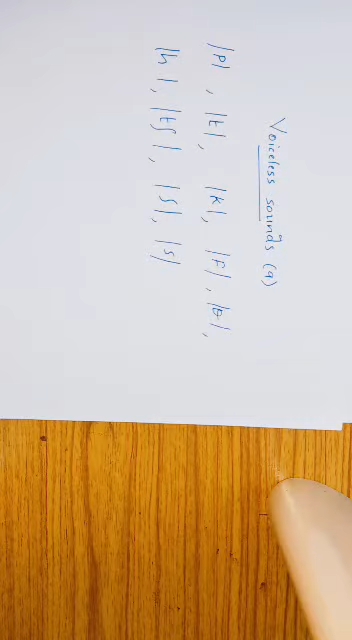 Voiceless sounds (9)
/p/, /t/, /k/, /F/, /θ/,
/h/, /tʃ/, /ʃ/, /s/